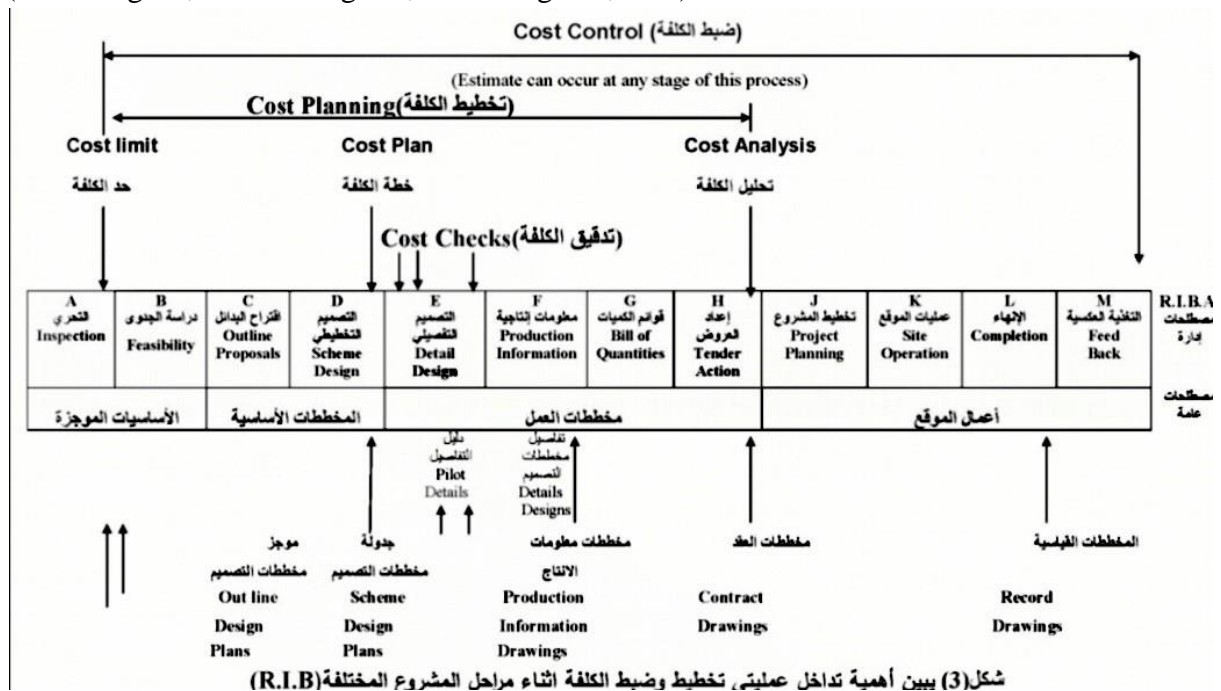 Cost Control (ضبط الكلفة)
(Estimate can occur at any stage of this process)
Cost Planning(تخطيط الكلفة)
Cost limit
حد الكلفة
Cost Plan
خطة الكلفة
Cost Analysis
تحليل الكلفة
Cost Checks(تدقيق الكلفة)
A
التحري
Inspection
B
دراسة الجدوى
Feasibility
C
اقتراح البدائل
Outline
Proposals
D
التصميم
التخطيطي
Scheme
Design
E
التصميم
التفصيلي
Detail
Design
F
معلومات إنتاجية
Production
Information
G
قوائم الكميات
Bill of
Quantities
H
إعداد
العروض
Tender
Action
J
تخطيط المشروع
Project
Planning
K
عمليات الموقع
Site
Operation
L
الإنهاء
Completion
M
التغذية العكسية
Feed
Back
R.I.B.A
مصطلحات
إدارة
الأساسيات الموجزة
المخططات الأساسية
مخططات العمل
أعمال الموقع
مصطلحات
عامة
دليل
التفاصيل
Pilot
Details
تفاصيل
مخططات
التصميم
Details
Designs
موجز
مخططات التصميم
Out line
Design
Plans
جدولة
مخططات التصميم
Scheme
Design
Plans
مخططات معلومات
الانتاج
Production
Information
Drawings
مخططات العقد
Contract
Drawings
المخططات القياسية
Record
Drawings
شكل(3) يبين أهمية تداخل عمليتي تخطيط وضبط الكلفة اثناء مراحل المشروع المختلفة(R.I.B)